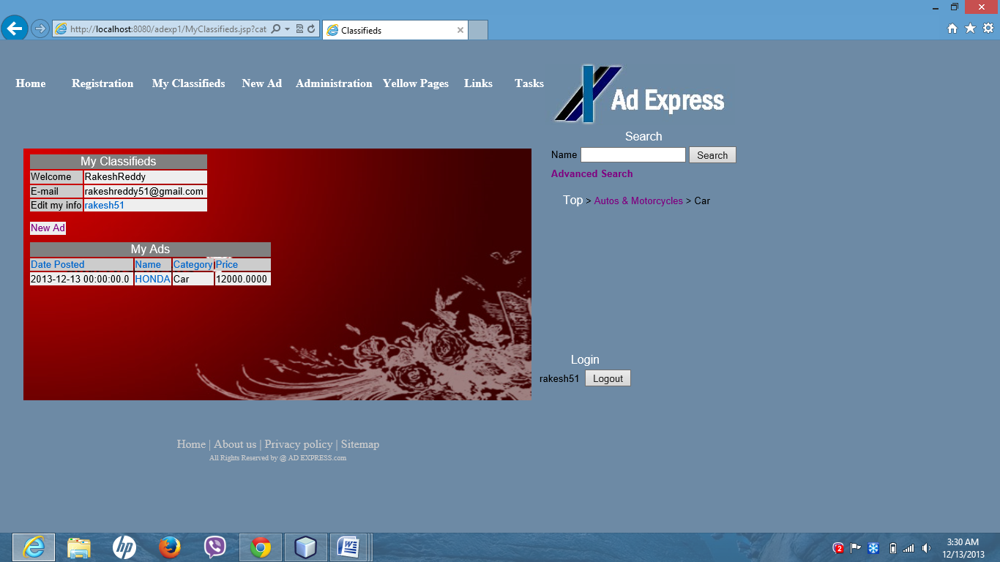 http://localhost:8080/adexp1/MyClassifieds.jsp?cat
Classifieds
Home Registration My Classifieds New Ad Administration Yellow Pages Links Tasks
Ad Express
Search
Name Search
Advanced Search
Top > Autos & Motorcycles > Car
My Classifieds
Welcome RakeshReddy
E-mail rakeshreddy51@gmail.com
Edit my info rakesh51
New Ad
My Ads
Date Posted Name Category Price
2013-12-13 00:00:00.0 HONDA Car 12000.0000
Login
rakesh51 Logout
Home | About us | Privacy policy | Sitemap
All Rights Reserved by @ AD EXPRESS.com
hp
W
2
3:30 AM
12/13/2013